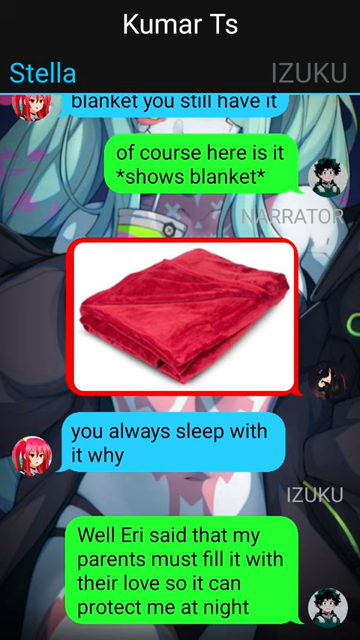 Kumar Ts
Stella
IZUKU
blanket you still have it
of course here is it
*shows blanket*
NARRATOR
you always sleep with
it why
IZUKU
Well Eri said that my
parents must fill it with
their love so it can
protect me at night